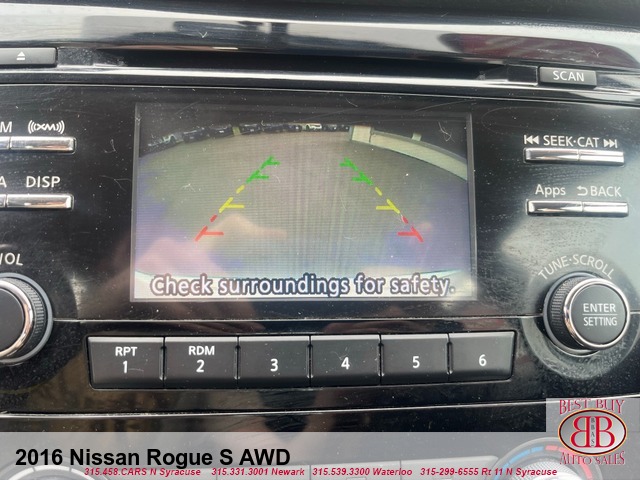 SCAN
M ((XM))
SEEK·CAT
A DISP
Apps BACK
VOL
TUNE·SCROLL
ENTER
SETTING
Check surroundings for safety.
RPT RDM
1 2 3 4 5 6
BEST BUY
BB
AUTO SALES
2016 Nissan Rogue S AWD
315.458.CARS N Syracuse 315.331.3001 Newark 315.539.3300 Waterloo 315-299-6555 Rt 11 N Syracuse